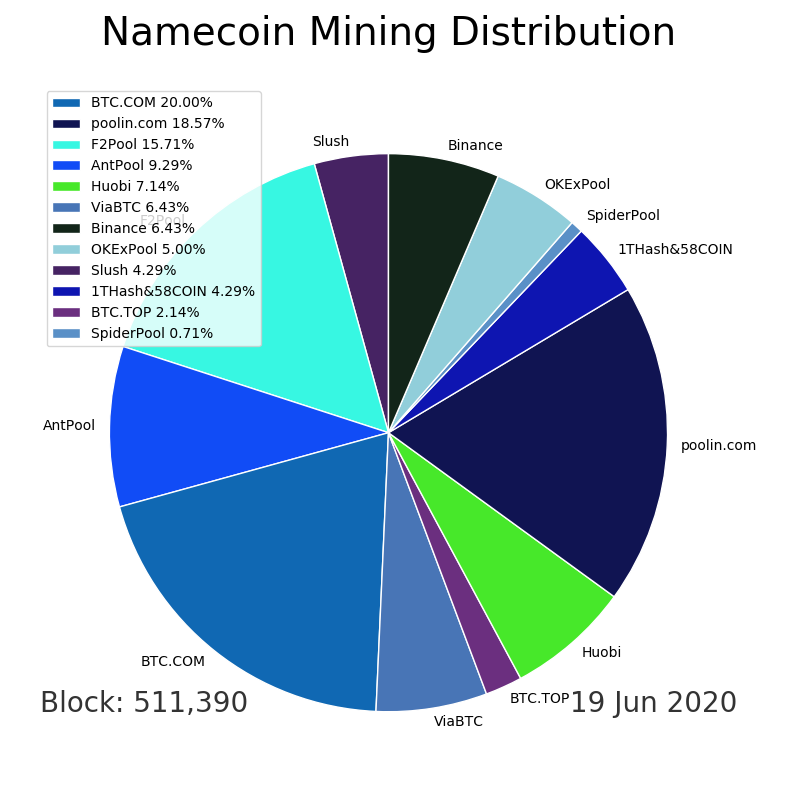 Namecoin Mining Distribution
BTC.COM 20.00%
poolin.com 18.57%
F2Pool 15.71%
AntPool 9.29%
Huobi 7.14%
ViaBTC 6.43%
Binance 6.43%
OKExPool 5.00%
Slush 4.29%
1THash&58COIN 4.29%
BTC.TOP 2.14%
SpiderPool 0.71%
Slush
Binance
OKExPool
SpiderPool
F2Pool
1THash&58COIN
AntPool
poolin.com
Huobi
BTC.COM
BTC.TOP
Block: 511,390
19 Jun 2020
ViaBTC